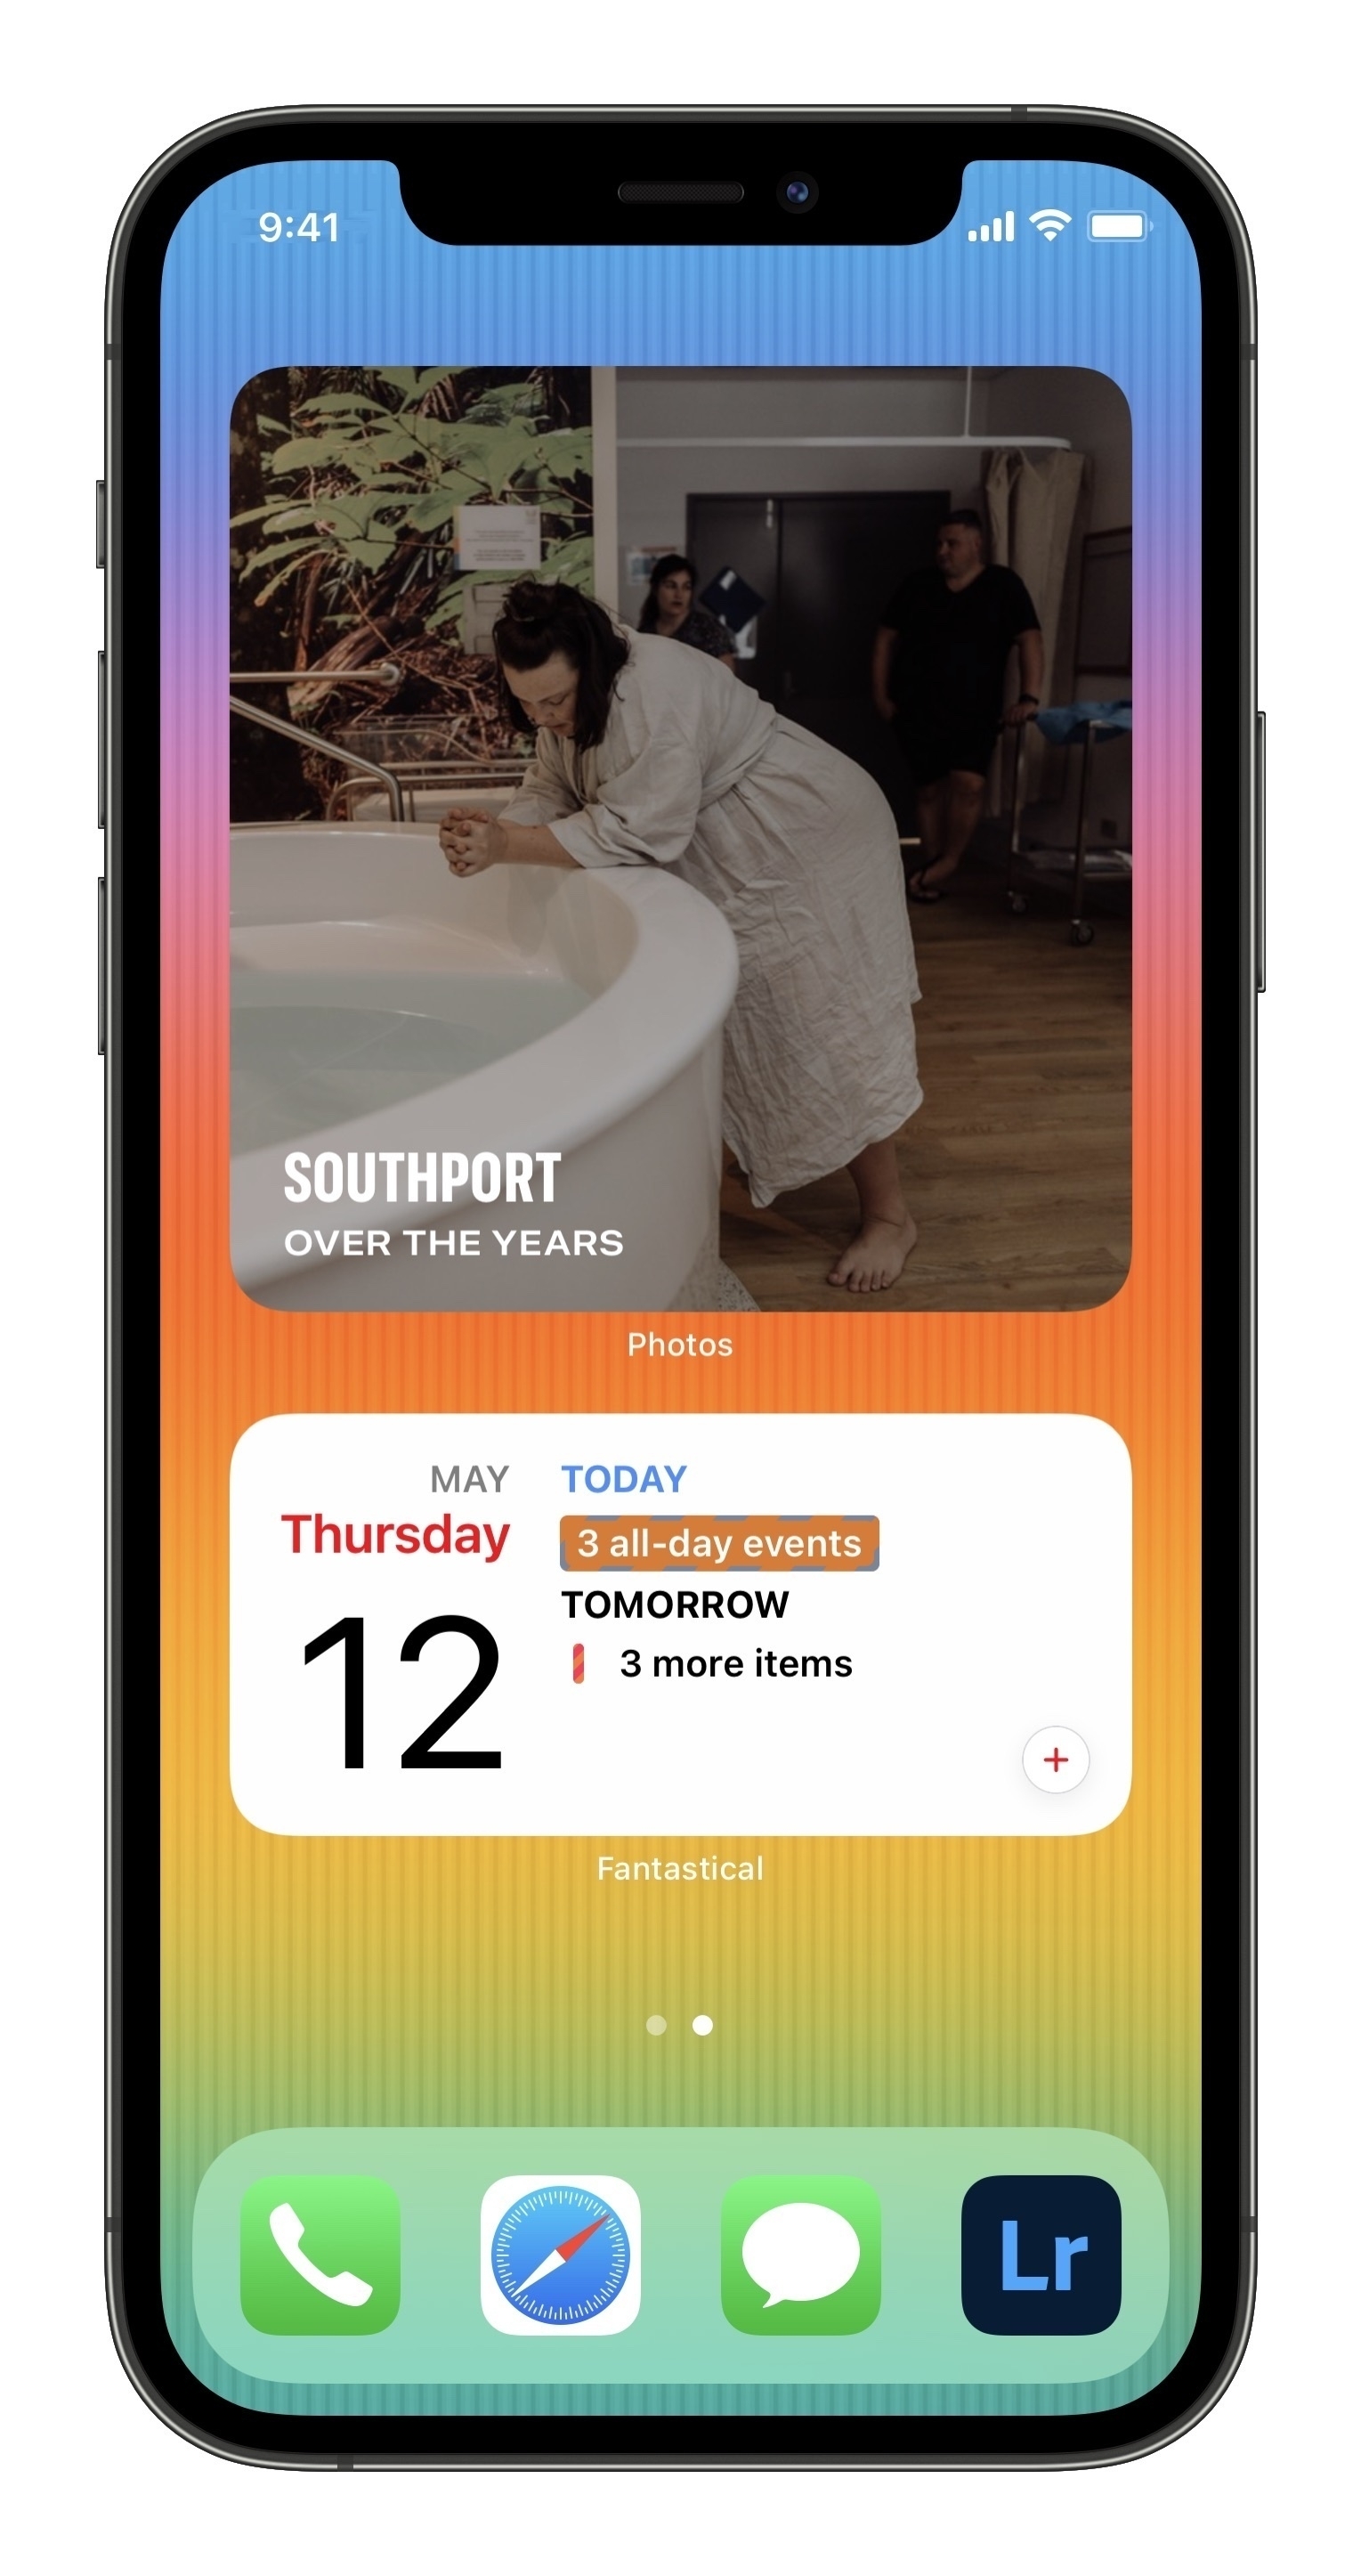 9:41
SOUTHPORT
OVER THE YEARS
Photos
MAY
Thursday
12
TODAY
3 all-day events
TOMORROW
3 more items
+
Fantastical
Lr